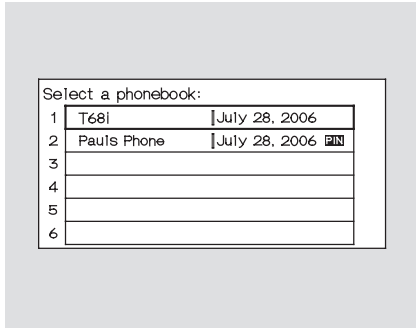 Select a phonebook:
1 T68i July 28, 2006
2 Pauls Phone July 28, 2006 PIN
3
4
5
6